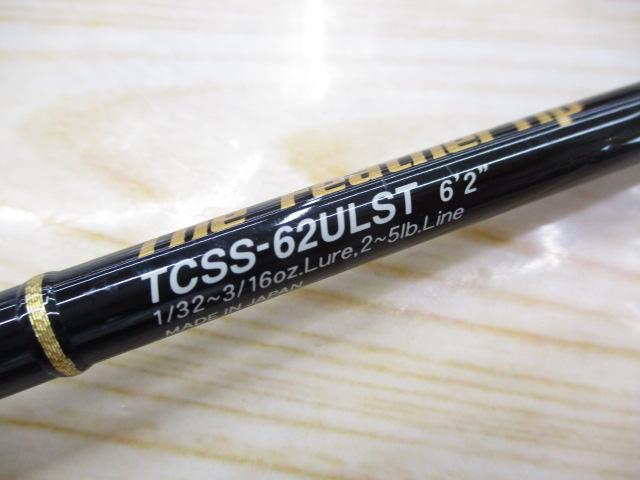 The Feather Tip
TCSS-62ULST 6'2"
1/32~3/16oz.Lure, 2~5lb.Line
MADE IN JAPAN